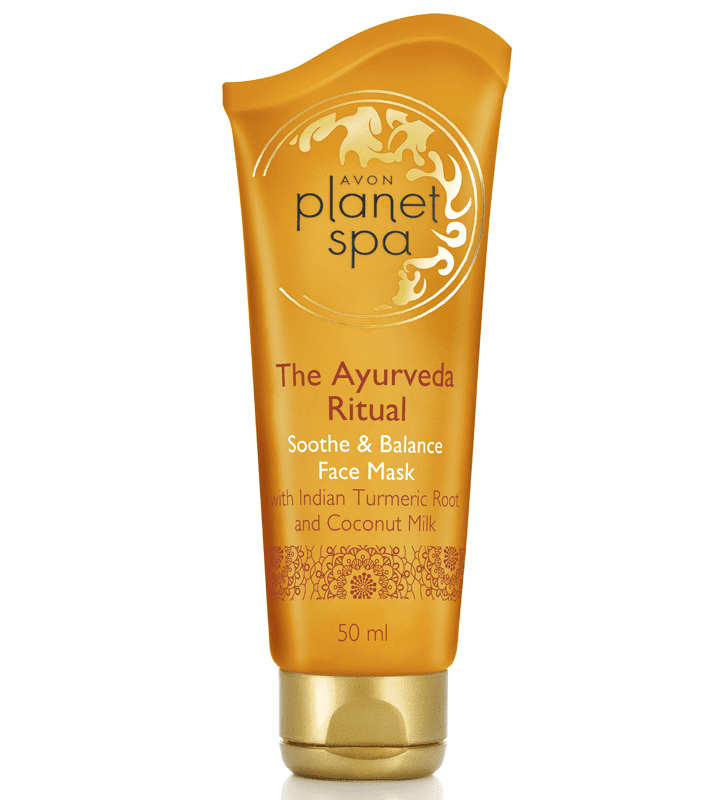 AVON
planet
spa
The Ayurveda
Ritual
Soothe & Balance
Face Mask
with Indian Turmeric Root
and Coconut Milk
50 ml